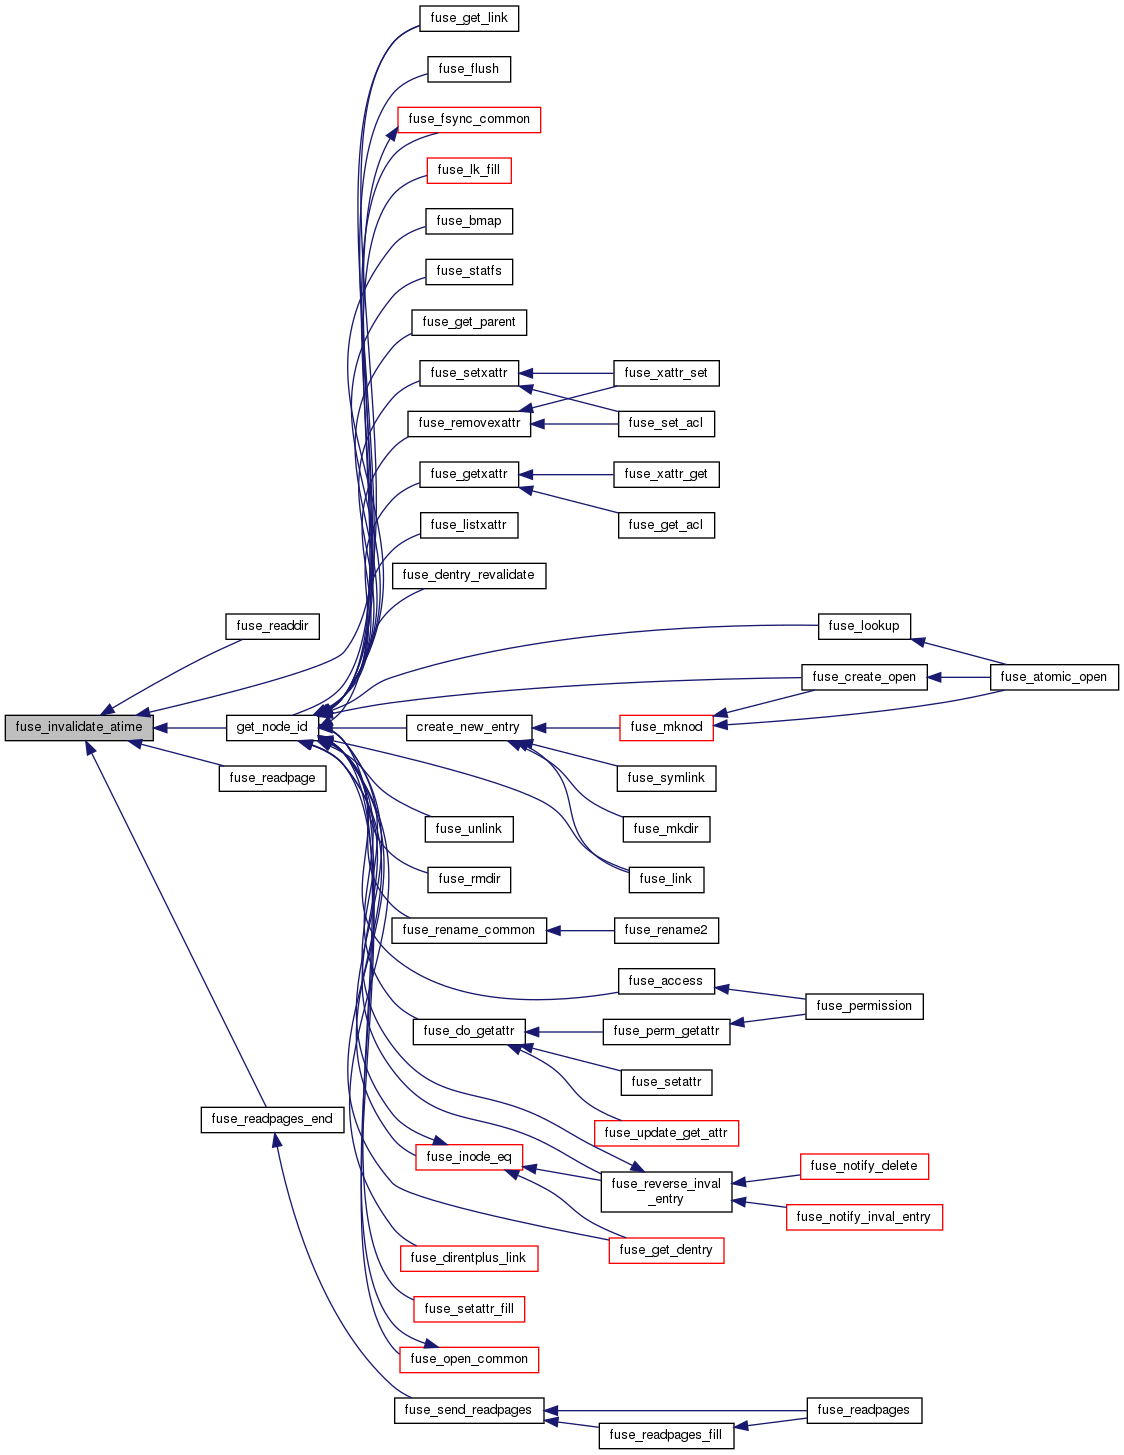 fuse_get_link
fuse_flush
fuse_fsync_common
fuse_lk_fill
fuse_bmap
fuse_statfs
fuse_get_parent
fuse_setxattr
fuse_xattr_set
fuse_removexattr
fuse_set_acl
fuse_getxattr
fuse_xattr_get
fuse_listxattr
fuse_get_acl
fuse_dentry_revalidate
fuse_readdir
fuse_lookup
fuse_create_open
fuse_atomic_open
fuse_invalidate_atime
get_node_id
create_new_entry
fuse_mknod
fuse_readpage
fuse_symlink
fuse_unlink
fuse_mkdir
fuse_rmdir
fuse_link
fuse_rename_common
fuse_rename2
fuse_access
fuse_permission
fuse_do_getattr
fuse_perm_getattr
fuse_setattr
fuse_readpages_end
fuse_update_get_attr
fuse_inode_eq
fuse_notify_delete
fuse_reverse_inval
_entry
fuse_notify_inval_entry
fuse_direntplus_link
fuse_get_dentry
fuse_setattr_fill
fuse_open_common
fuse_send_readpages
fuse_readpages
fuse_readpages_fill